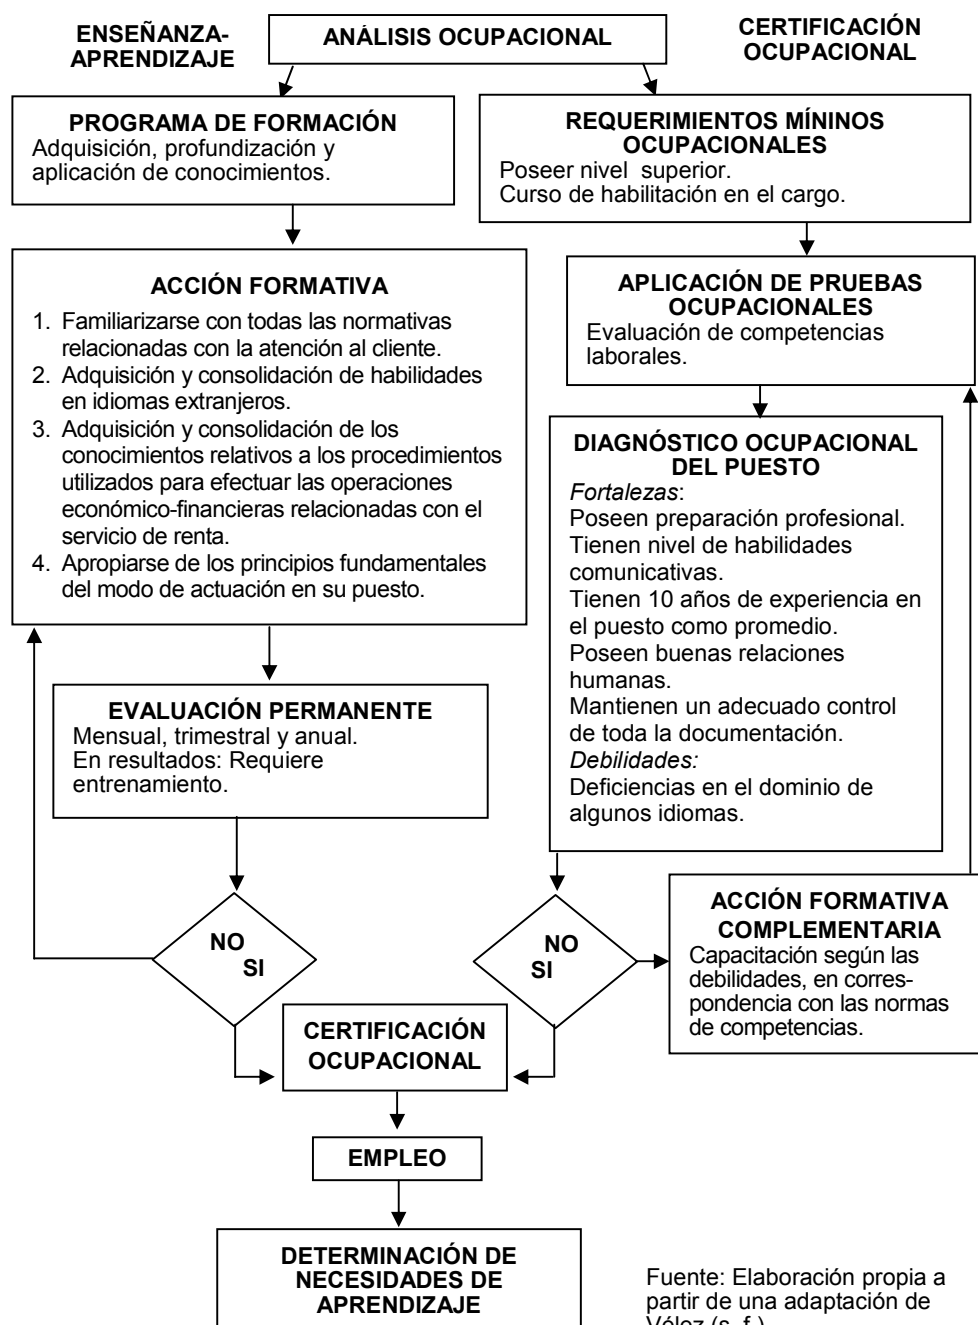 ENSEÑANZA-
APRENDIZAJE
ANÁLISIS OCUPACIONAL
CERTIFICACIÓN
OCUPACIONAL
PROGRAMA DE FORMACIÓN
Adquisición, profundización y
aplicación de conocimientos.
REQUERIMIENTOS MÍNINOS
OCUPACIONALES
Poseer nivel superior.
Curso de habilitación en el cargo.
ACCIÓN FORMATIVA
1. Familiarizarse con todas las normativas
relacionadas con la atención al cliente.
2. Adquisición y consolidación de habilidades
en idiomas extranjeros.
3. Adquisición y consolidación de los
conocimientos relativos a los procedimientos
utilizados para efectuar las operaciones
económico-financieras relacionadas con el
servicio de renta.
4. Apropiarse de los principios fundamentales
del modo de actuación en su puesto.
APLICACIÓN DE PRUEBAS
OCUPACIONALES
Evaluación de competencias
laborales.
DIAGNÓSTICO OCUPACIONAL
DEL PUESTO
Fortalezas:
Poseen preparación profesional.
Tienen nivel de habilidades
comunicativas.
Tienen 10 años de experiencia en
el puesto como promedio.
Poseen buenas relaciones
humanas.
Mantienen un adecuado control
de toda la documentación.
Debilidades:
Deficiencias en el dominio de
algunos idiomas.
EVALUACIÓN PERMANENTE
Mensual, trimestral y anual.
En resultados: Requiere
entrenamiento.
NO
SI
NO
SI
ACCIÓN FORMATIVA
COMPLEMENTARIA
Capacitación según las
debilidades, en corres-
pondencia con las normas
de competencias.
CERTIFICACIÓN
OCUPACIONAL
EMPLEO
DETERMINACIÓN DE
NECESIDADES DE
APRENDIZAJE
Fuente: Elaboración propia a
partir de una adaptación de
(s. f.)